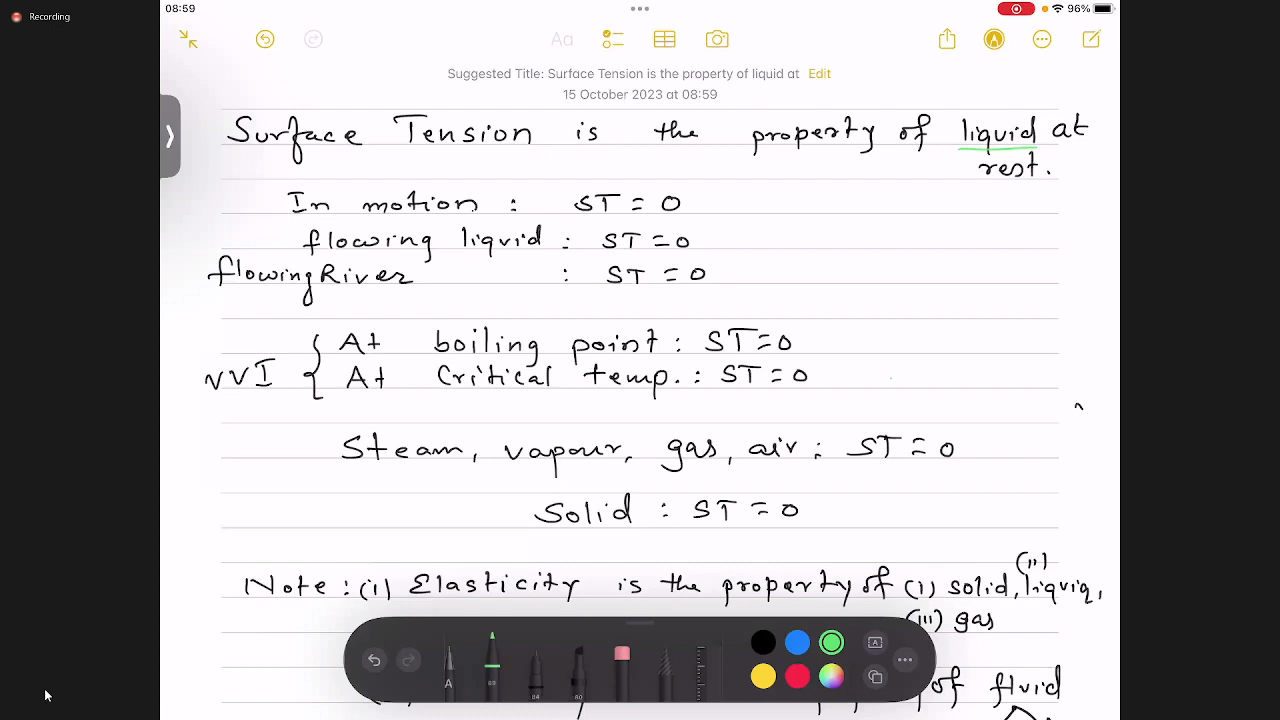 Recording
08:59
96%
Aa
Suggested Title: Surface Tension is the property of liquid at Edit
15 October 2023 at 08:59
Surface Tension is the property of liquid at
rest.
In motion : ST = 0
flowing liquid : ST = 0
flowing River : ST = 0
At boiling point : ST = 0
VVI At Critical temp. : ST = 0
Steam, vapour, gas, air : ST = 0
Solid : ST = 0
(ii)
Note : (i) Elasticity is the property of (i) solid, liquiq,
(iii) gas
A
of fluid